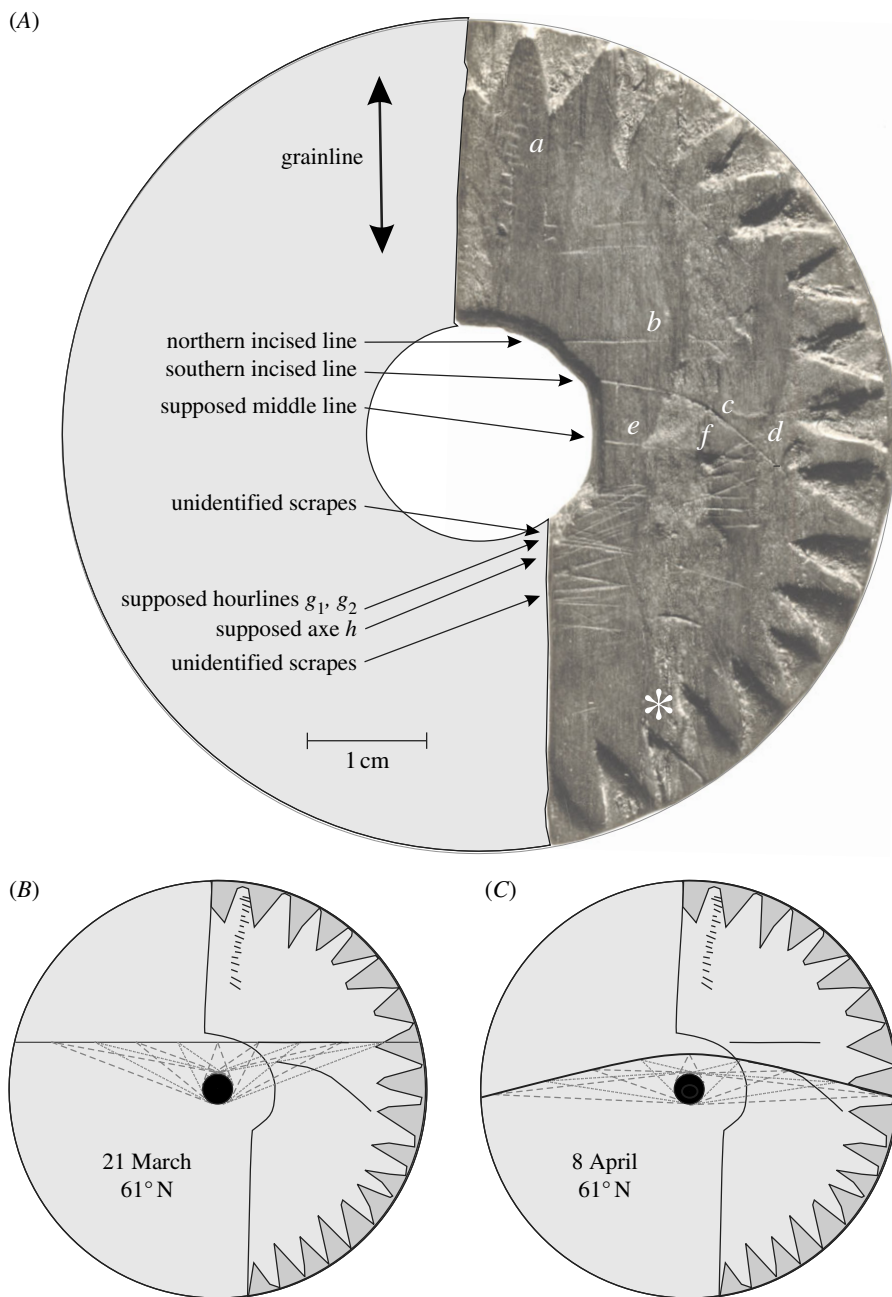 (A)
grainline
a
northern incised line
b
southern incised line
supposed middle line
c
e
f
d
unidentified scrapes
supposed hourlines g1, g2
supposed axe h
unidentified scrapes
*
1 cm
(B)
(C)
21 March
61° N
8 April
61° N